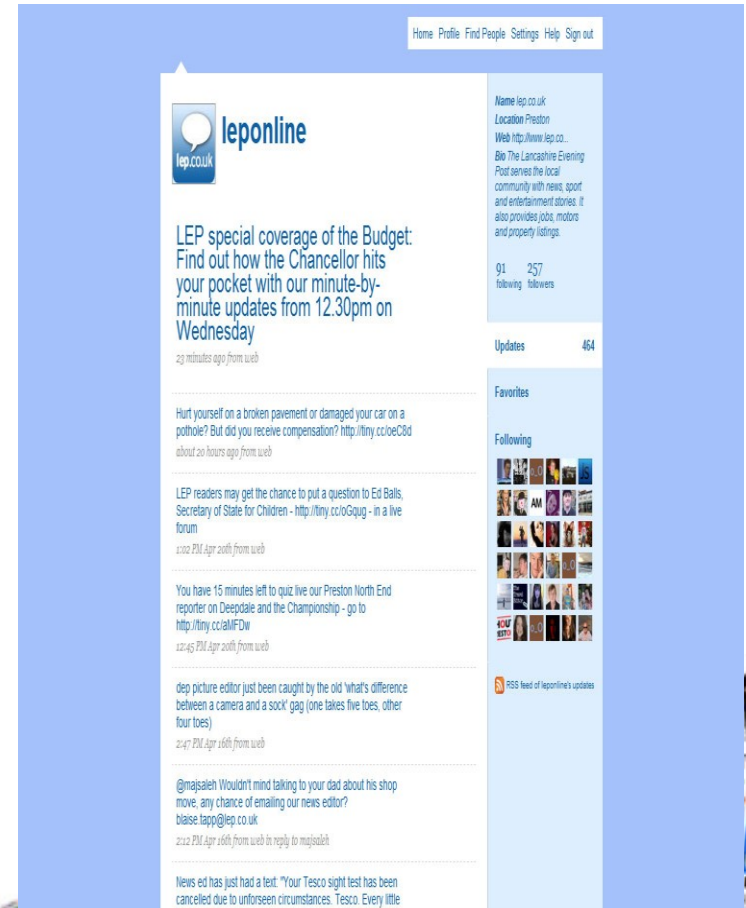 Home Profile Find People Settings Help Sign out
lep.co.uk
leponline
LEP special coverage of the Budget:
Find out how the Chancellor hits
your pocket with our minute-by-
minute updates from 12.30pm on
Wednesday
23 minutes ago from web
Hurt yourself on a broken pavement or damaged your car on a
pothole? But did you receive compensation? http://tiny.cc/oeC8d
about 20 hours ago from web
LEP readers may get the chance to put a question to Ed Balls,
Secretary of State for Children - http://tiny.cc/oGqug - in a live
forum
1:02 PM Apr 20th from web
You have 15 minutes left to quiz live our Preston North End
reporter on Deepdale and the Championship - go to
http://tiny.cc/aMFDw
12:45 PM Apr 20th from web
dep picture editor just been caught by the old 'what's difference
between a camera and a sock' gag (one takes five toes, other
four toes)
2:47 PM Apr 16th from web
@majsaleh Wouldn't mind talking to your dad about his shop
move, any chance of emailing our news editor?
blaise.tapp@lep.co.uk
2:12 PM Apr 16th from web in reply to majsaleh
News ed has just had a text: "Your Tesco sight test has been
cancelled due to unforseen circumstances. Tesco. Every little
Name lep.co.uk
Location Preston
Web http://www.lep.co...
Bio The Lancashire Evening
Post serves the local
community with news, sport
and entertainment stories. It
also provides jobs, motors
and property listings.
91 257
following followers
Updates 464
Favorites
Following
o_O
AM
o_O
o_O
RSS feed of leponline's updates